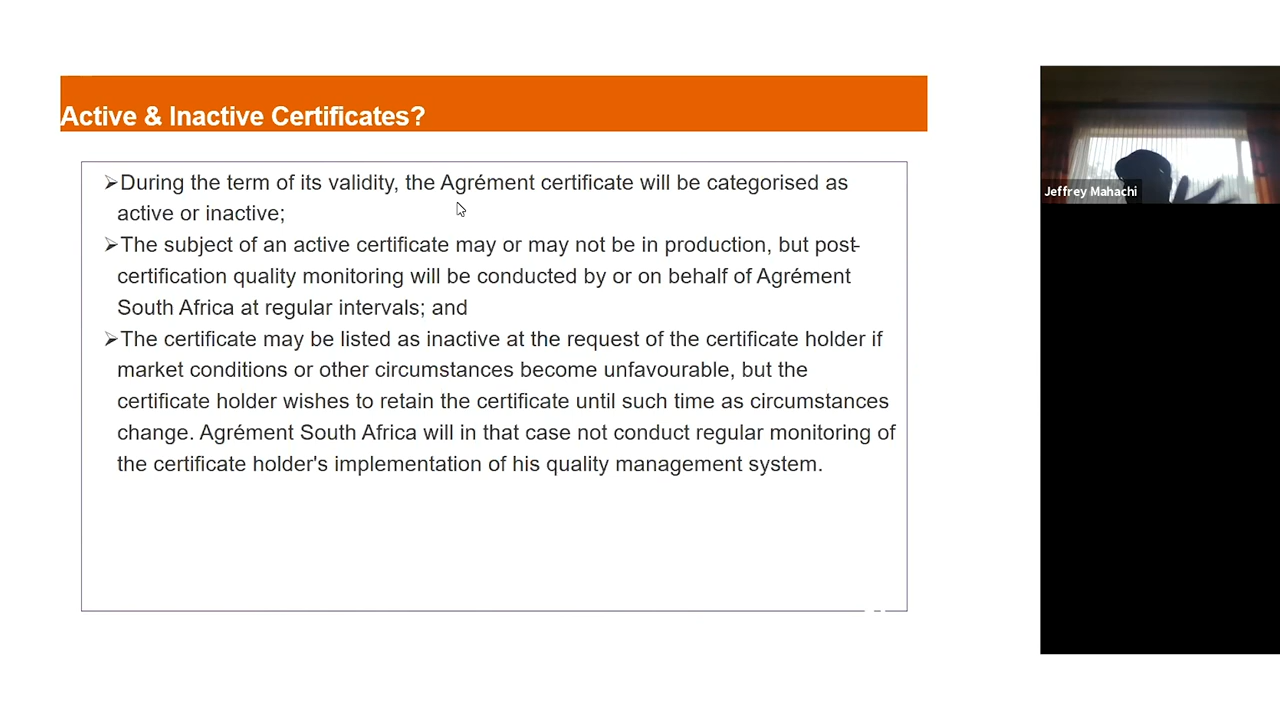 Active & Inactive Certificates?
➢During the term of its validity, the Agrément certificate will be categorised as
active or inactive;
➢The subject of an active certificate may or may not be in production, but post-
certification quality monitoring will be conducted by or on behalf of Agrément
South Africa at regular intervals; and
➢The certificate may be listed as inactive at the request of the certificate holder if
market conditions or other circumstances become unfavourable, but the
certificate holder wishes to retain the certificate until such time as circumstances
change. Agrément South Africa will in that case not conduct regular monitoring of
the certificate holder's implementation of his quality management system.
Jeffrey Mahachi